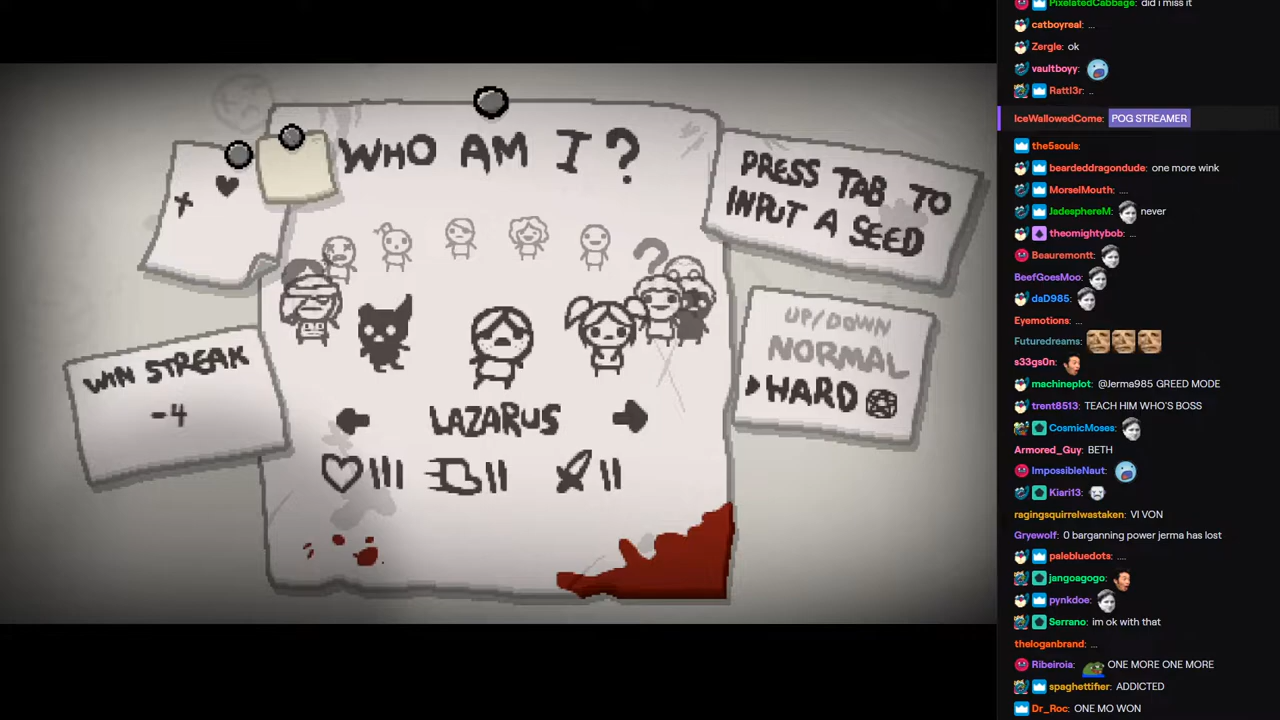 WHO AM I?
PRESS TAB TO
INPUT A SEED
x
UP/DOWN
NORMAL
HARD
WIN STREAK
-4
LAZARUS
PixelatedCabbage: did i miss it
catboyreal: ...
Zergle: ok
vaultboyy:
Rattl3r: ..
IceWallowedCome: POG STREAMER
the5souls:
beardeddragondude: one more wink
MorselMouth: ....
JadesphereM: never
theomightybob: ...
Beauremontt:
BeefGoesMoo:
daD985:
Eyemotions: ...
Futuredreams:
s33gs0n:
machineplot: @Jerma985 GREED MODE
trent8513: TEACH HIM WHO'S BOSS
CosmicMoses:
Armored_Guy: BETH
ImpossibleNaut:
Kiari13:
ragingsquirrelwastaken: VI VON
Gryewolf: 0 barganning power jerma has lost
palebluedots: ....
jangoagogo:
pynkdoe:
Serrano: im ok with that
theloganbrand: ...
Ribeiroia: ONE MORE ONE MORE
spaghettifier: ADDICTED
Dr_Roc: ONE MO WON